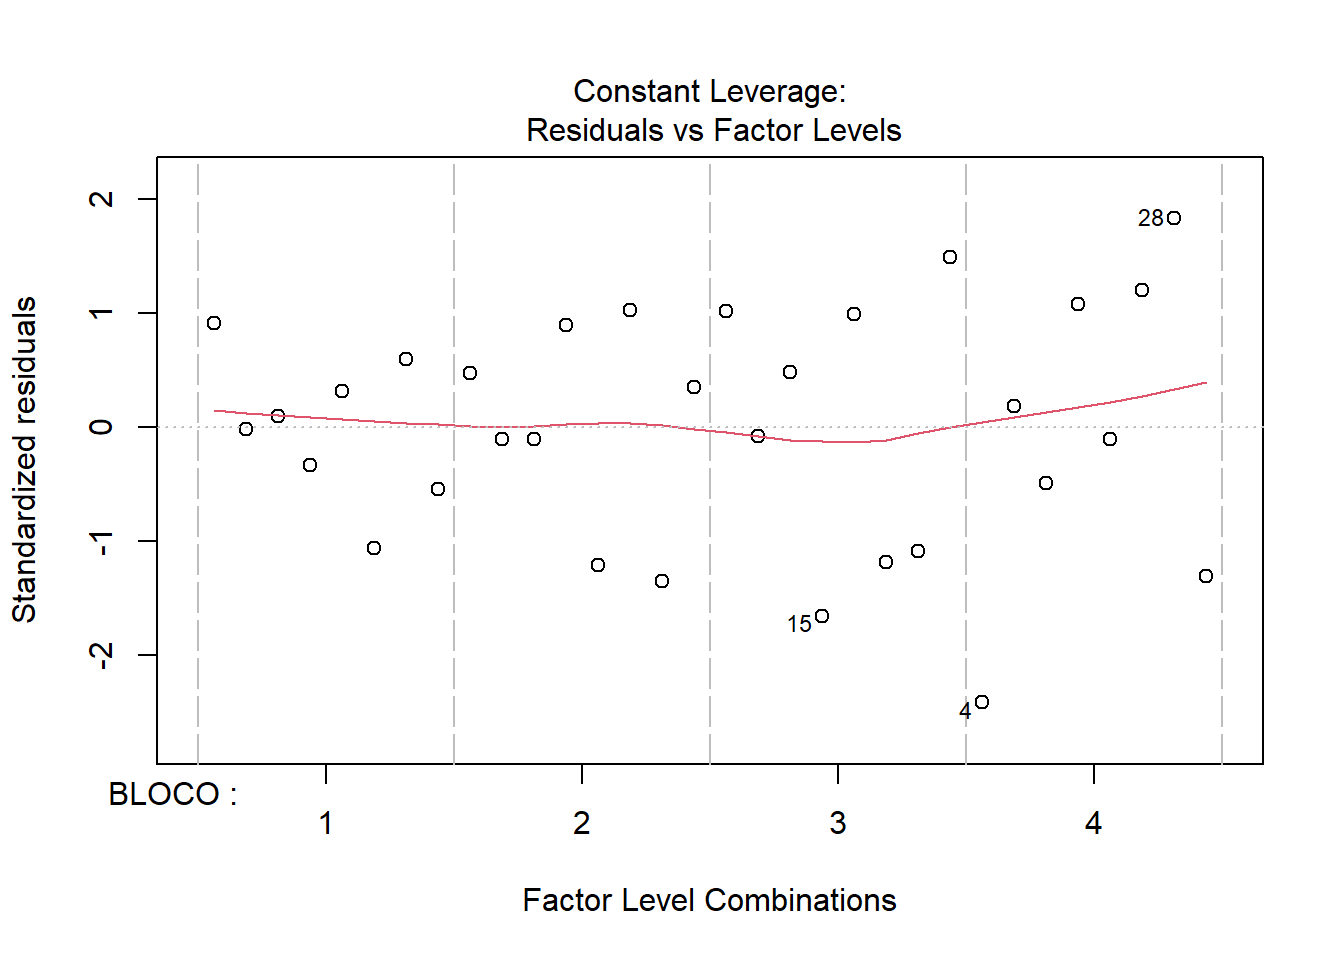 Constant Leverage:
Residuals vs Factor Levels
Standardized residuals
2
1
0
-1
-2
28
15
4
BLOCO :
1 2 3 4
Factor Level Combinations